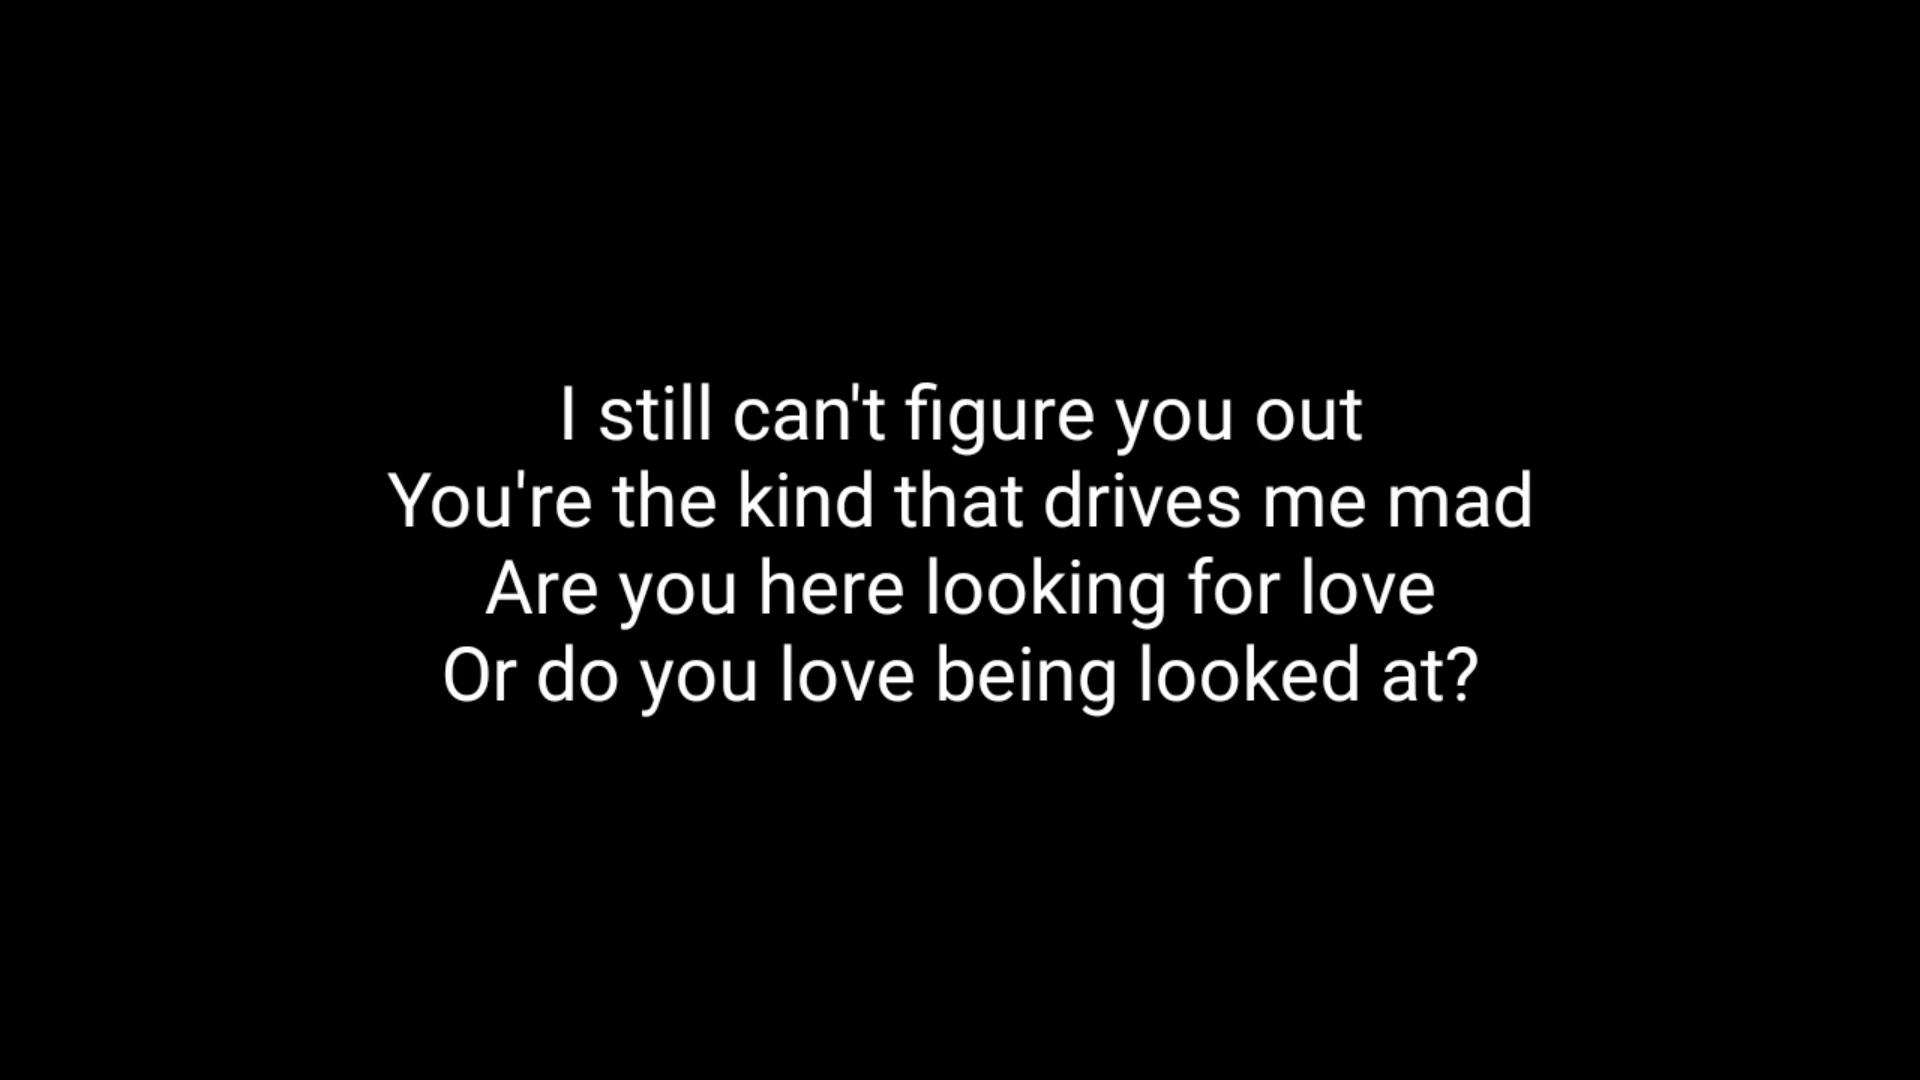 I still can't figure you out
You're the kind that drives me mad
Are you here looking for love
Or do you love being looked at?